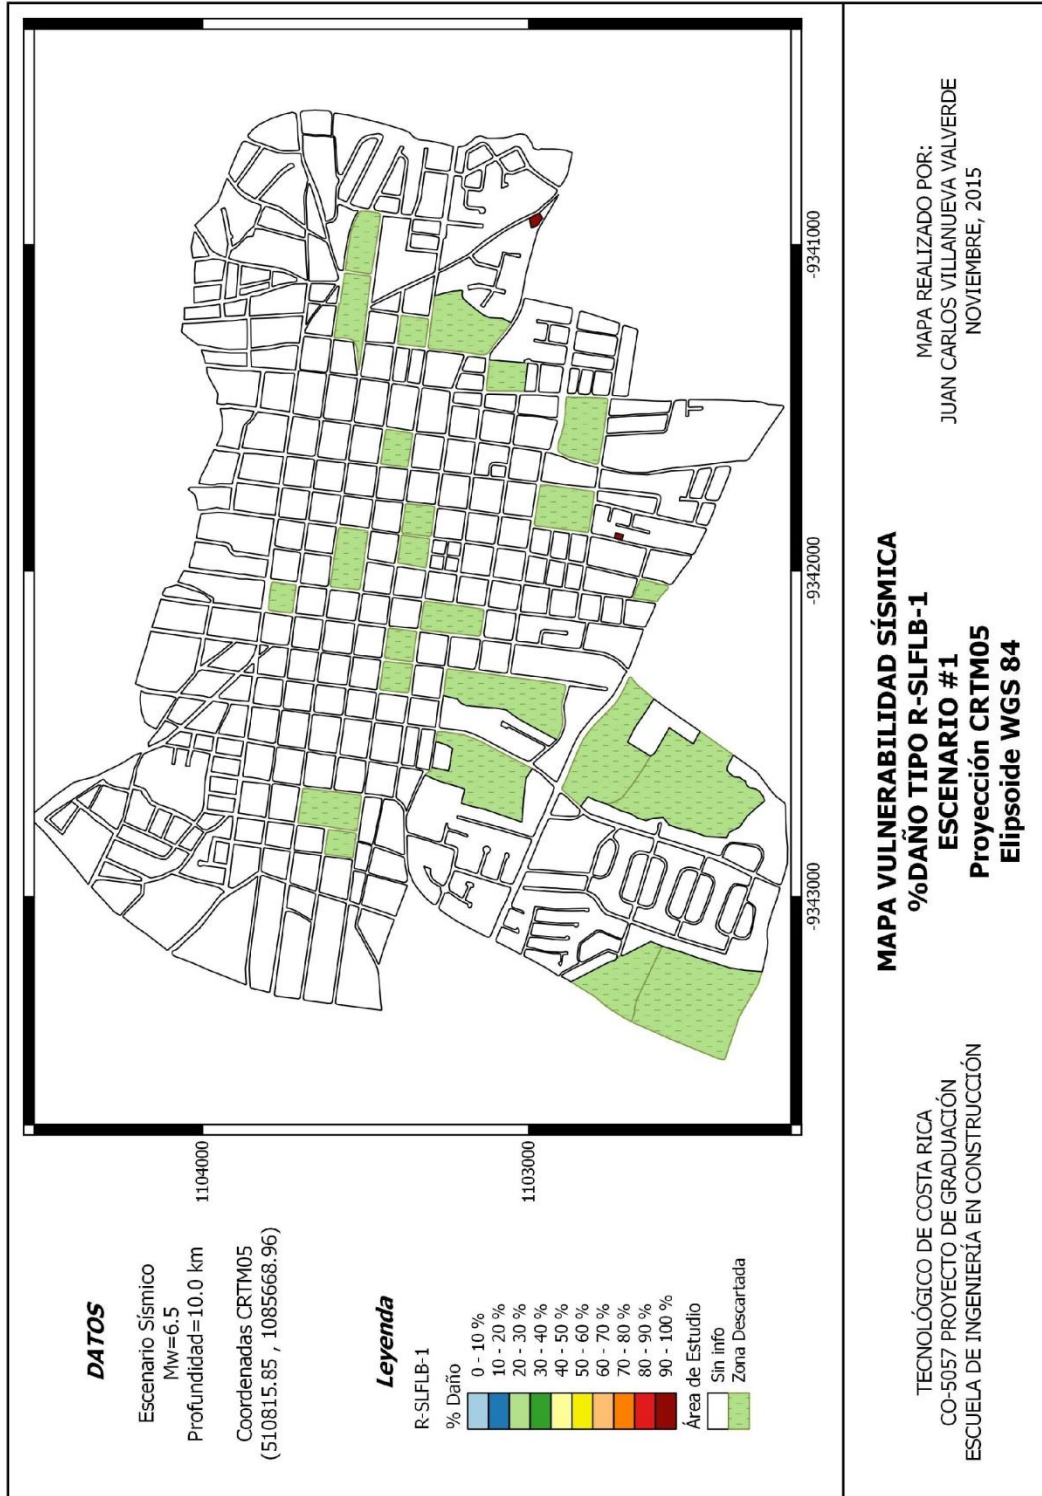 DATOS
Escenario Sísmico
Mw=6.5
Profundidad=10.0 km
Coordenadas CRTM05
(510815.85 , 1085668.96)
Leyenda
R-SLFLB-1
% Daño
0 - 10 %
10 - 20 %
20 - 30 %
30 - 40 %
40 - 50 %
50 - 60 %
60 - 70 %
70 - 80 %
80 - 90 %
90 - 100 %
Área de Estudio
Sin info
Zona Descartada
1104000
1103000
-9343000
-9342000
-9341000
TECNOLÓGICO DE COSTA RICA
CO-5057 PROYECTO DE GRADUACIÓN
ESCUELA DE INGENIERÍA EN CONSTRUCCIÓN
MAPA VULNERABILIDAD SÍSMICA
%DAÑO TIPO R-SLFLB-1
ESCENARIO #1
Proyección CRTM05
Elipsoide WGS 84
MAPA REALIZADO POR:
JUAN CARLOS VILLANUEVA VALVERDE
NOVIEMBRE, 2015